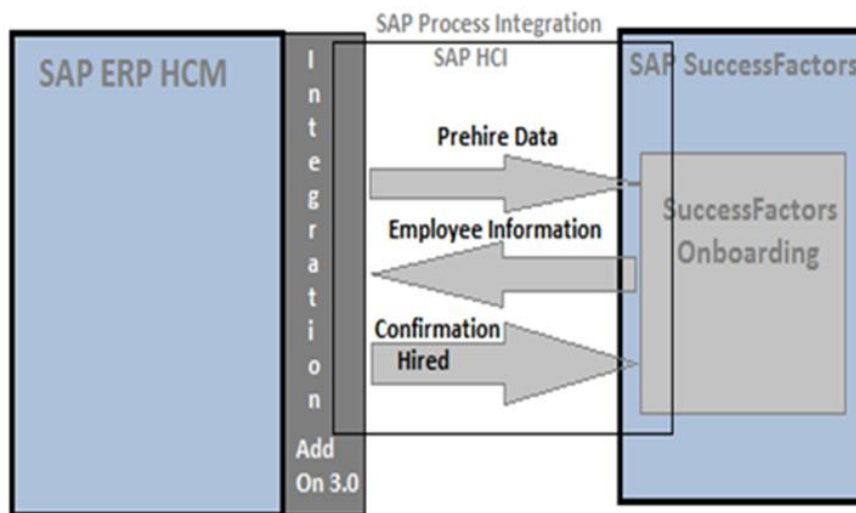 SAP Process Integration
SAP HCI
SAP ERP HCM
Integration
Add
On 3.0
SAP SuccessFactors
Prehire Data
Employee Information
Confirmation
Hired
SuccessFactors
Onboarding